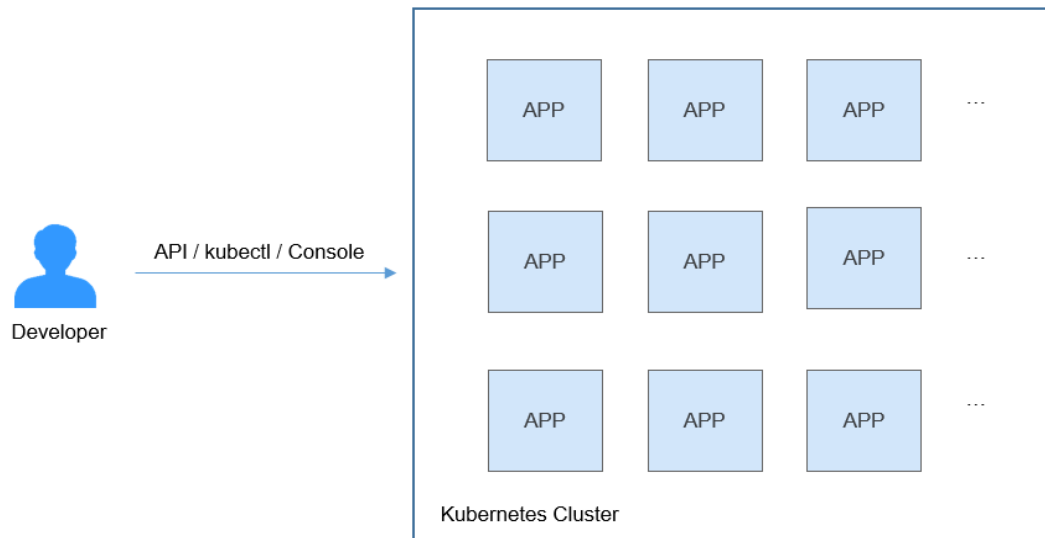 APP APP APP ...
API / kubectl / Console
APP APP APP ...
Developer
APP APP APP ...
Kubernetes Cluster